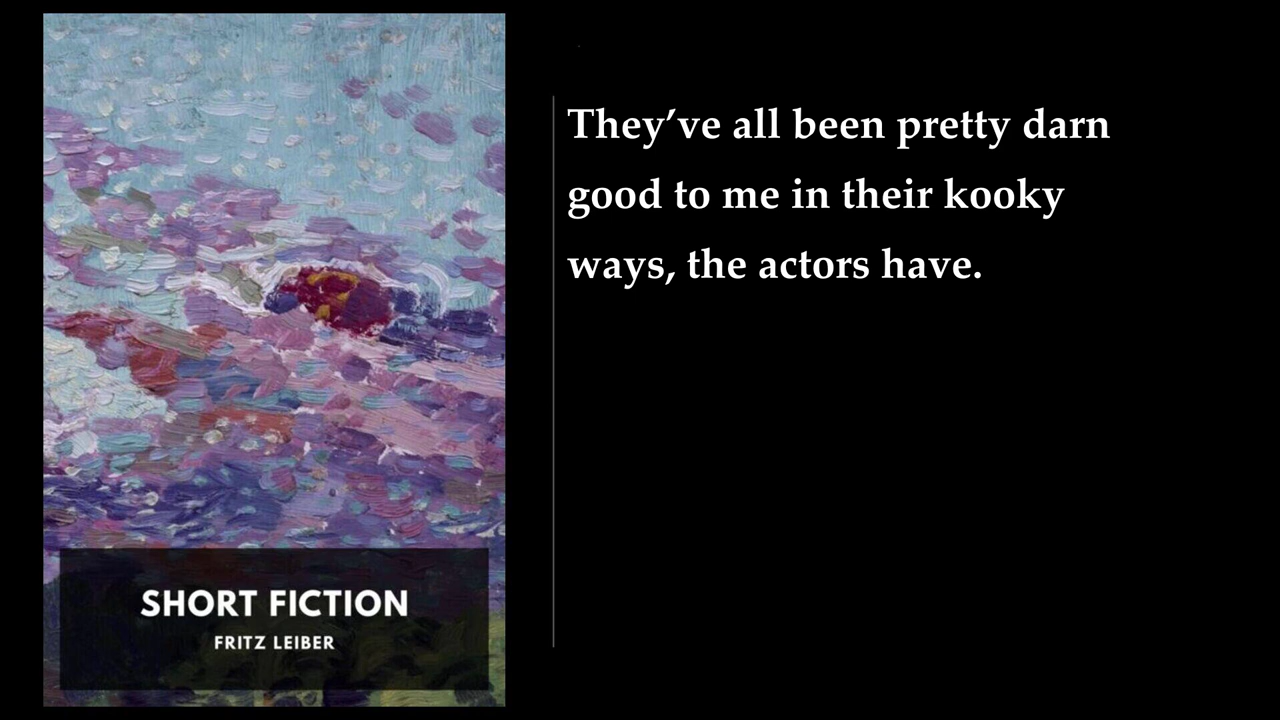 They’ve all been pretty darn
good to me in their kooky
ways, the actors have.
SHORT FICTION
FRITZ LEIBER